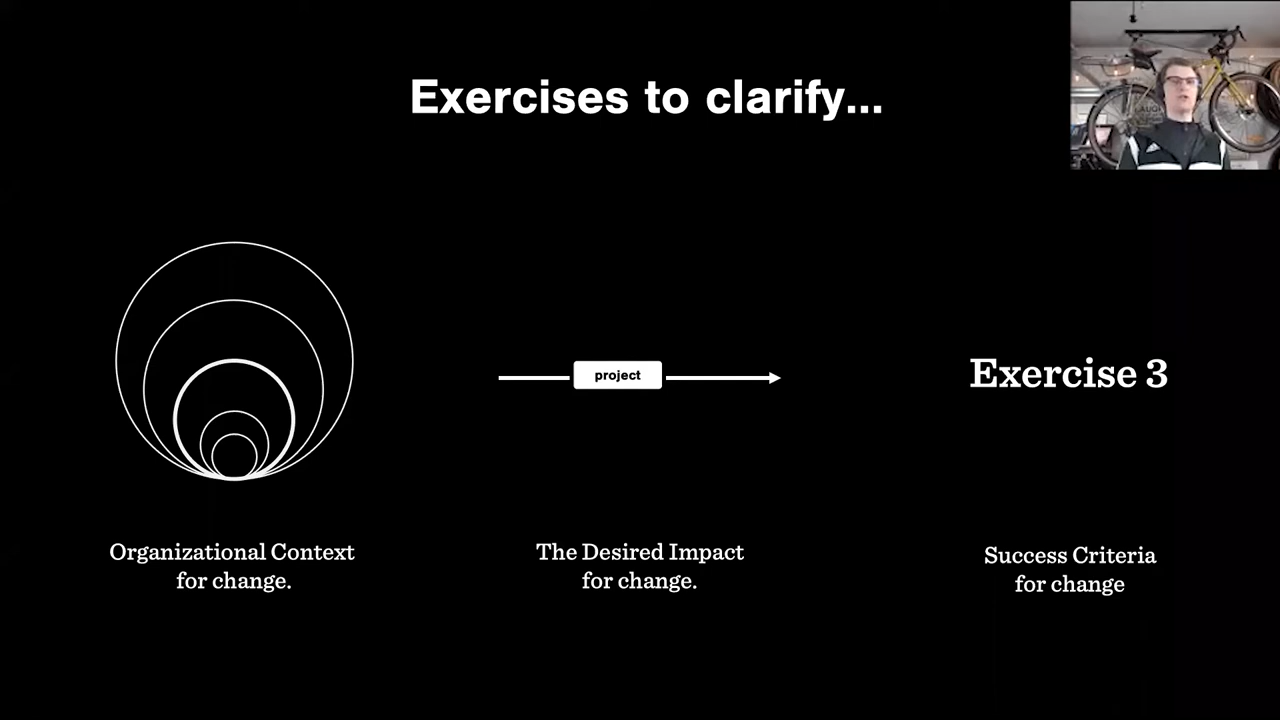 Exercises to clarify...
project
Exercise 3
Organizational Context
for change.
The Desired Impact
for change.
Success Criteria
for change